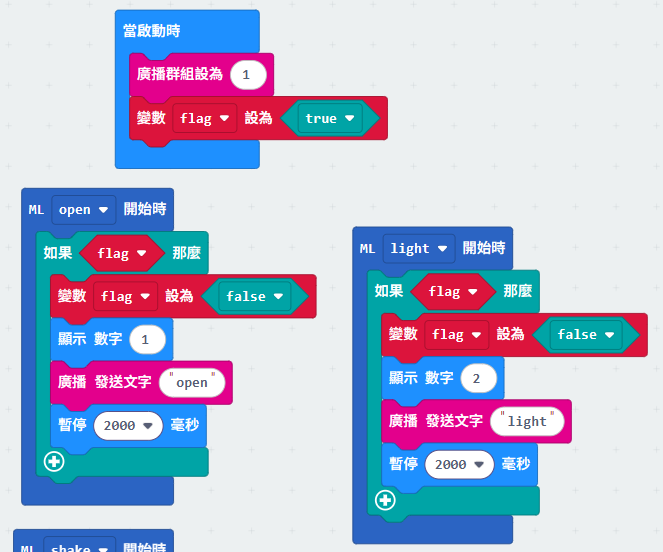 當啟動時
廣播群組設為 1
變數 flag 設為 true
ML open 開始時
如果 flag 那麼
變數 flag 設為 false
顯示 數字 1
廣播 發送文字 "open"
暫停 2000 毫秒
ML light 開始時
如果 flag 那麼
變數 flag 設為 false
顯示 數字 2
廣播 發送文字 "light"
暫停 2000 毫秒
ML shake 開始時